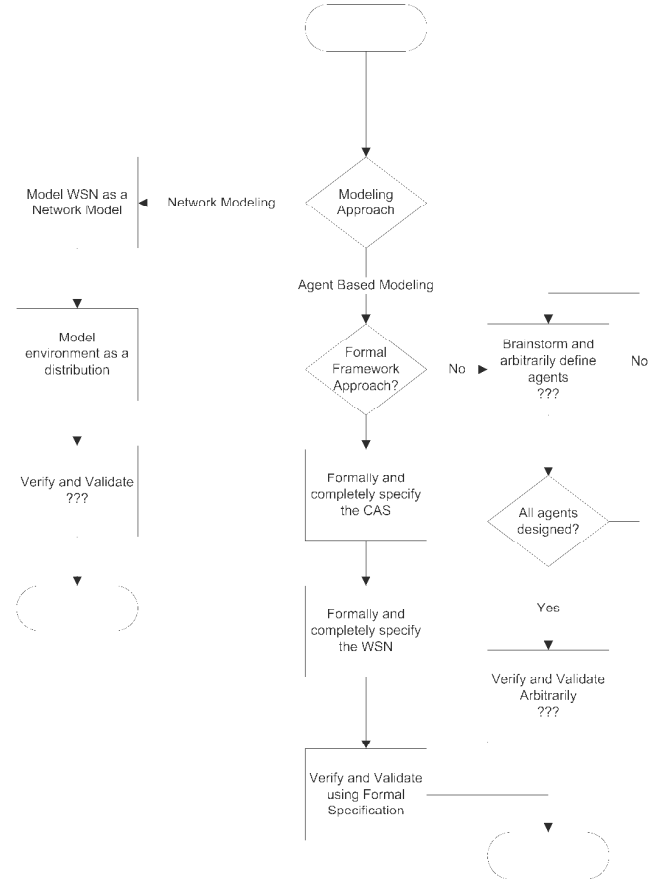 Model WSN as a
Network Model
Network Modeling
Modeling
Approach
Agent Based Modeling
Model
environment as a
distribution
Formal
Framework
Approach?
No
Brainstorm and
arbitrarily define
agents
???
No
Verify and Validate
???
Formally and
completely specify
the CAS
All agents
designed?
Formally and
completely specify
the WSN
Yes
Verify and Validate
Arbitrarily
???
Verify and Validate
using Formal
Specification